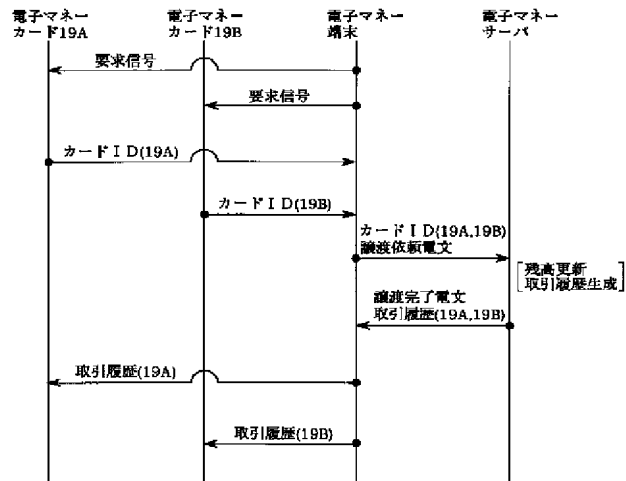 電子マネー
カード19A
電子マネー
カード19B
電子マネー
端末
電子マネー
サーバ
要求信号
要求信号
カードＩＤ(19A)
カードＩＤ(19B)
カードＩＤ(19A,19B)
譲渡依頼電文
残高更新
取引履歴生成
譲渡完了電文
取引履歴(19A,19B)
取引履歴(19A)
取引履歴(19B)